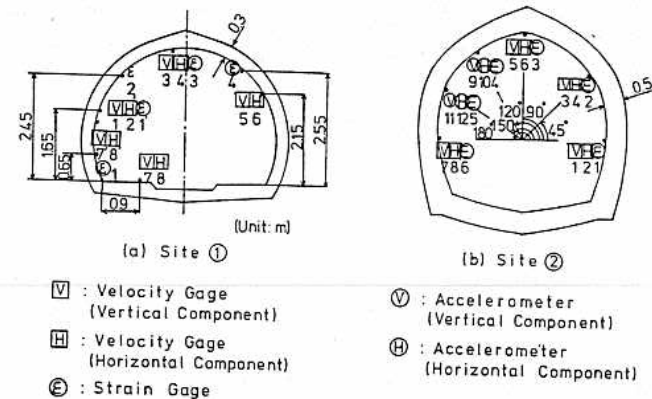 0.3
V H Ɛ
3 4 3
Ɛ
4
Ɛ
2
V H Ɛ
1 2 1
V H
5 6
V H
7 8
Ɛ 1
V H
7 8
2.45
1.65
0.65
0.9
2.15
2.55
(Unit: m)
(a) Site ①
V H Ɛ
5 6 3
V H Ɛ
9 10 4
V H Ɛ
3 4 2
V H Ɛ
11 12 5
120° 90°
150°
180°
45°
V H Ɛ
7 8 6
V H Ɛ
1 2 1
0.5
(b) Site ②
V : Velocity Gage
(Vertical Component)
H : Velocity Gage
(Horizontal Component)
Ɛ : Strain Gage
V : Accelerometer
(Vertical Component)
H : Accelerometer
(Horizontal Component)